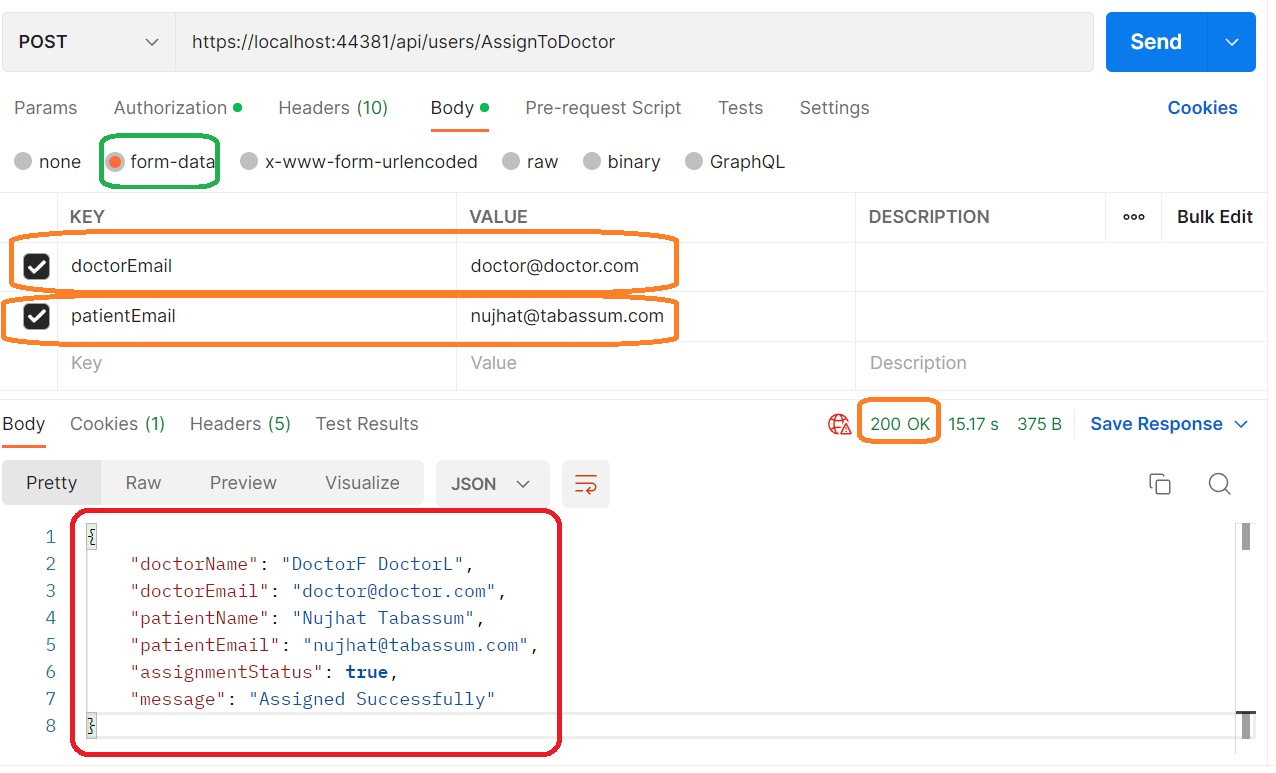 POST https://localhost:44381/api/users/AssignToDoctor Send
Params Authorization Headers (10) Body Pre-request Script Tests Settings Cookies
none form-data x-www-form-urlencoded raw binary GraphQL
KEY VALUE DESCRIPTION ••• Bulk Edit
doctorEmail doctor@doctor.com
patientEmail nujhat@tabassum.com
Key Value Description
Body Cookies (1) Headers (5) Test Results 200 OK 15.17 s 375 B Save Response
Pretty Raw Preview Visualize JSON
1 {
2 "doctorName": "DoctorF DoctorL",
3 "doctorEmail": "doctor@doctor.com",
4 "patientName": "Nujhat Tabassum",
5 "patientEmail": "nujhat@tabassum.com",
6 "assignmentStatus": true,
7 "message": "Assigned Successfully"
8 }